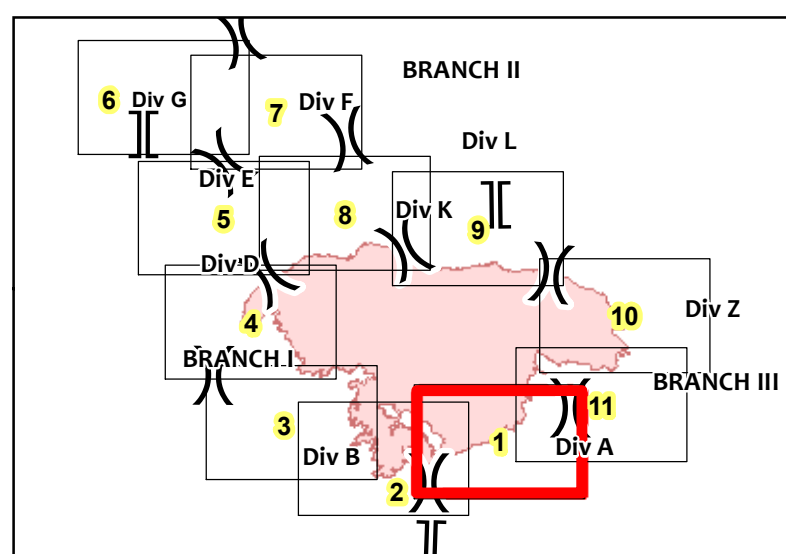 BRANCH II
6
Div G
7
Div F
Div L
Div E
5
8
Div K
9
Div D
4
10
Div Z
BRANCH I
BRANCH III
3
1
11
Div A
Div B
2